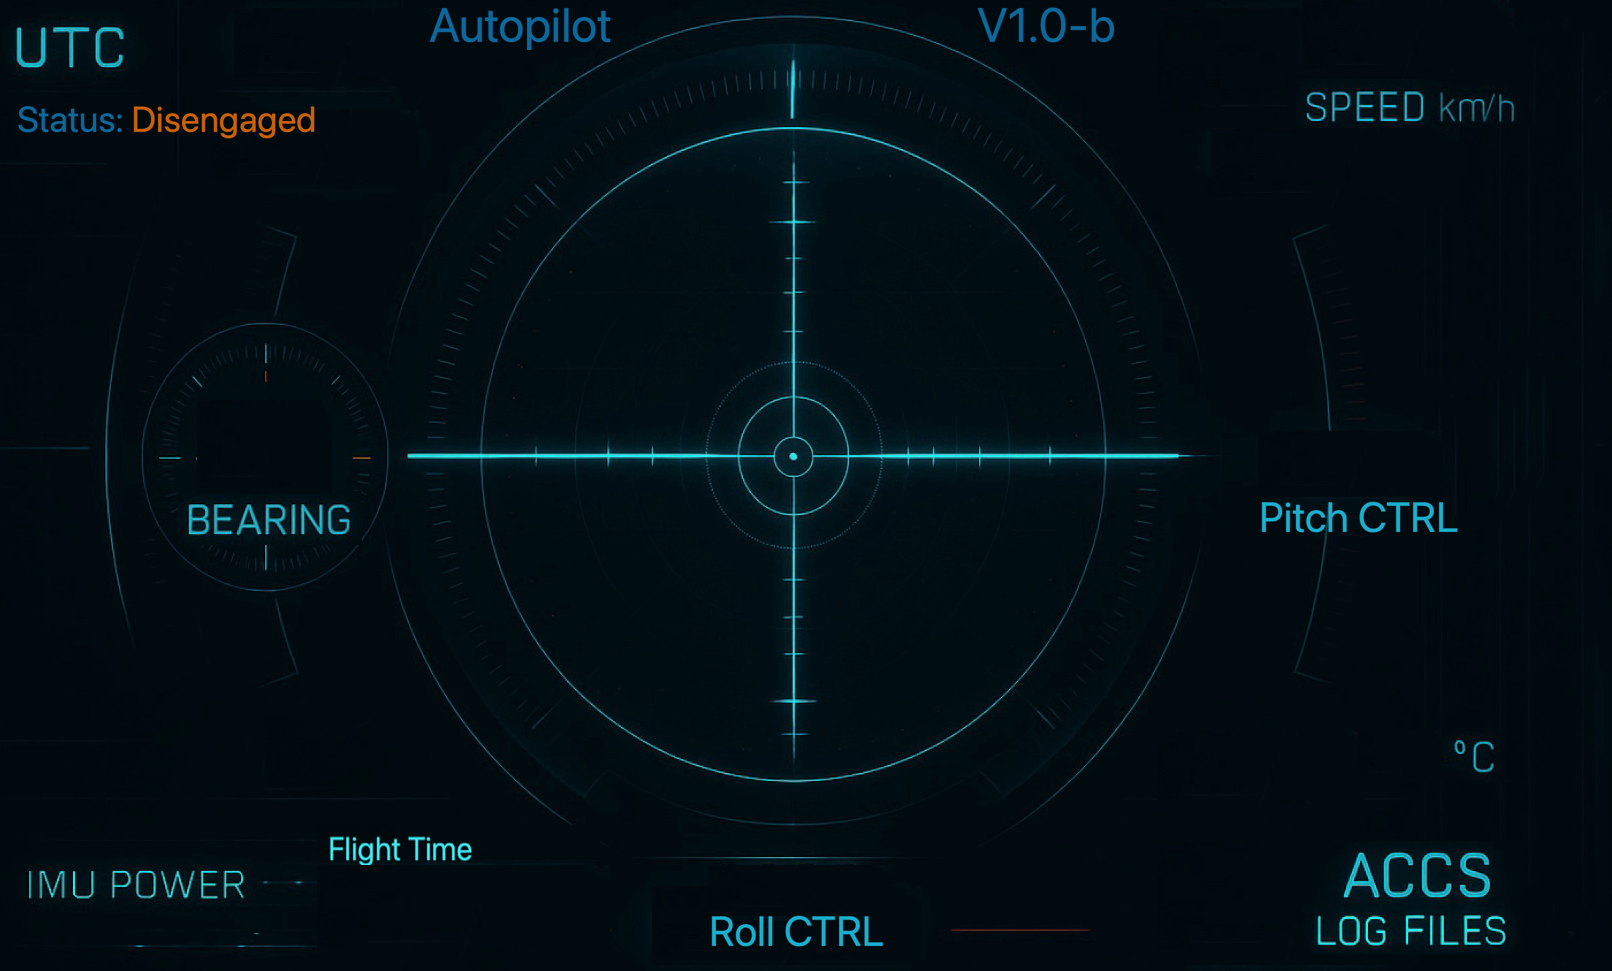 Autopilot
V1.0-b
UTC
Status: Disengaged
SPEED km/h
BEARING
Pitch CTRL
°C
Flight Time
IMU POWER
ACCS
LOG FILES
Roll CTRL